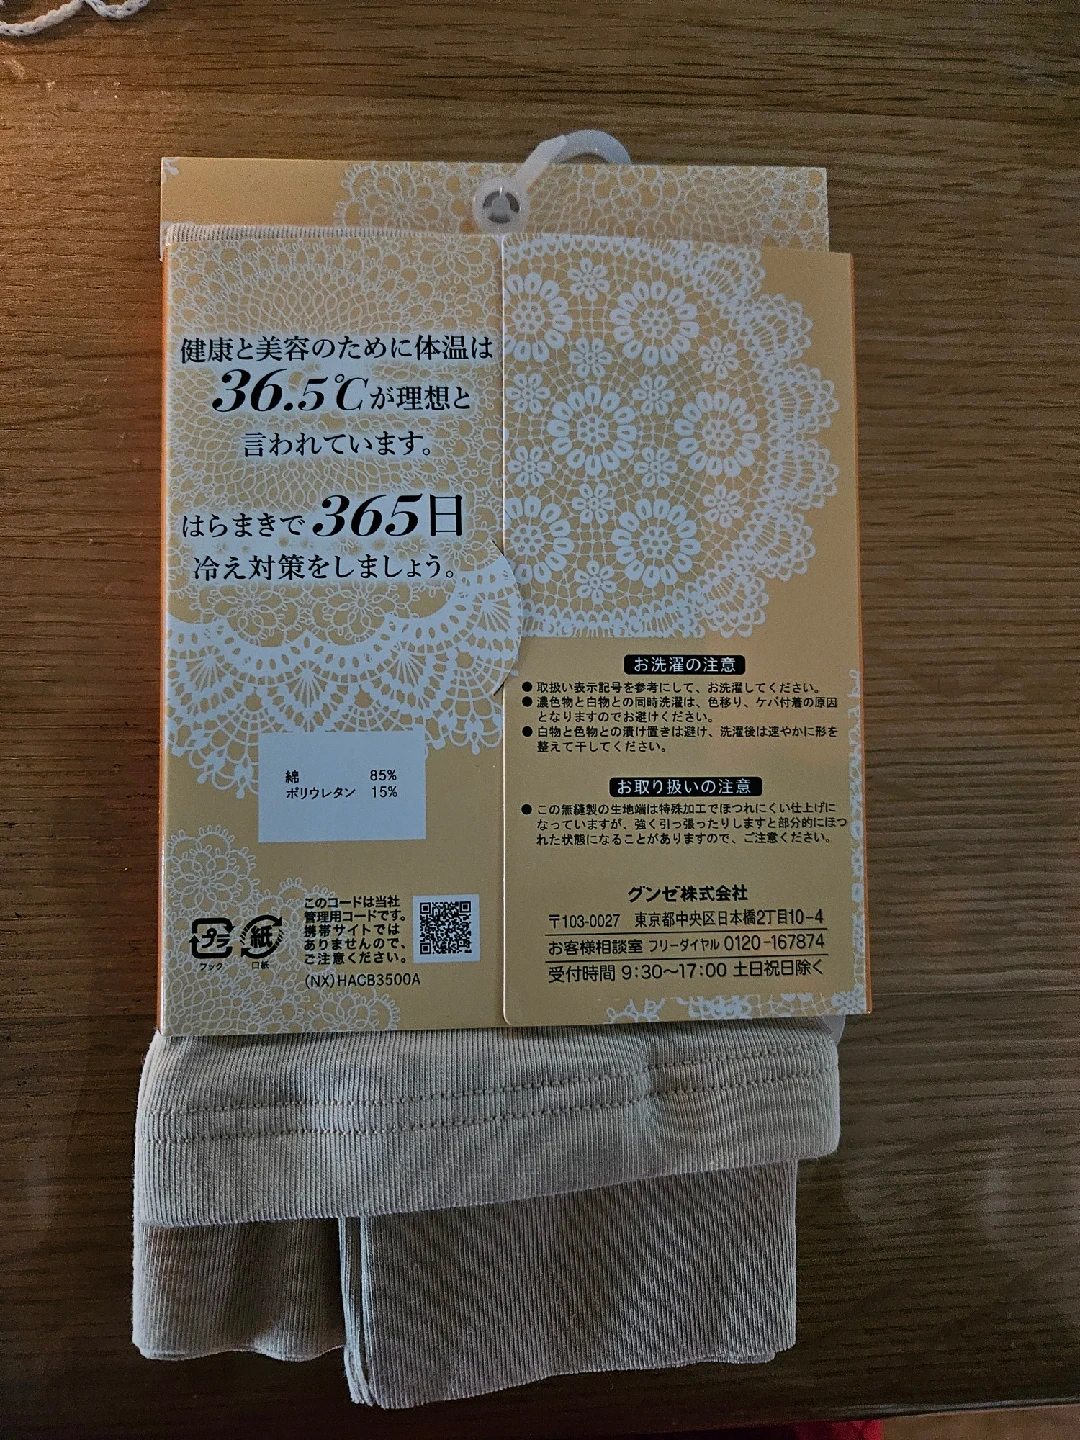 健康と美容のために体温は
36.5℃が理想と
言われています。
はらまきで365日
冷え対策をしましょう。
綿 85%
ポリウレタン 15%
このコードは当社
管理用コードです。
携帯サイトでは
ありませんので、
ご注意ください。
プラ
フック
紙
口紙
(NX)HACB3500A
お洗濯の注意
●取扱い表示記号を参考にして、お洗濯してください。
●濃色物と白物との同時洗濯は、色移り、ケバ付着の原因
となりますのでお避けください。
●白物と色物との漬け置きは避け、洗濯後は速やかに形を
整えて干してください。
お取り扱いの注意
●この無縫製の生地端は特殊加工でほつれにくい仕上げに
なっていますが、強く引っ張ったりしますと部分的にほつ
れた状態になることがありますので、ご注意ください。
グンゼ株式会社
〒103-0027 東京都中央区日本橋2丁目10-4
お客様相談室 フリーダイヤル 0120-167874
受付時間 9:30〜17:00 土日祝日除く